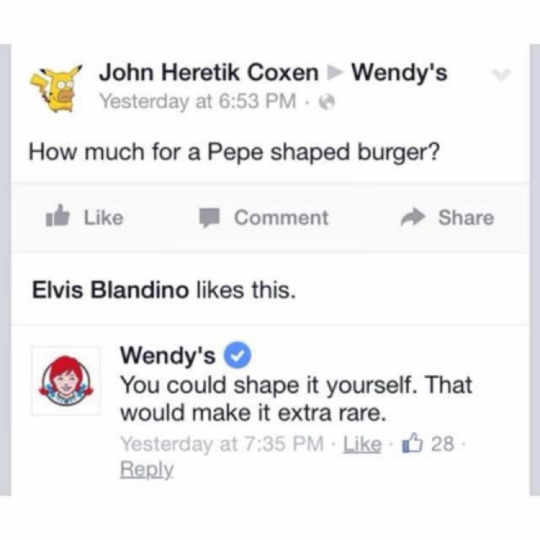 John Heretik Coxen ▶ Wendy's
Yesterday at 6:53 PM ·
How much for a Pepe shaped burger?
Like Comment Share
Elvis Blandino likes this.
Wendy's
You could shape it yourself. That
would make it extra rare.
Yesterday at 7:35 PM · Like · 28 ·
Reply